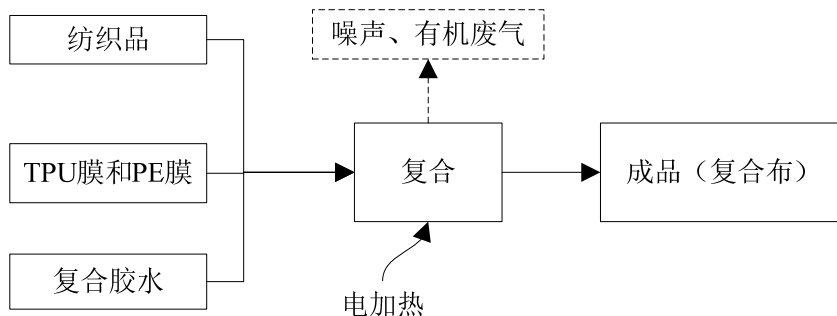 纺织品
噪声、有机废气
TPU膜和PE膜
复合
成品（复合布）
复合胶水
电加热